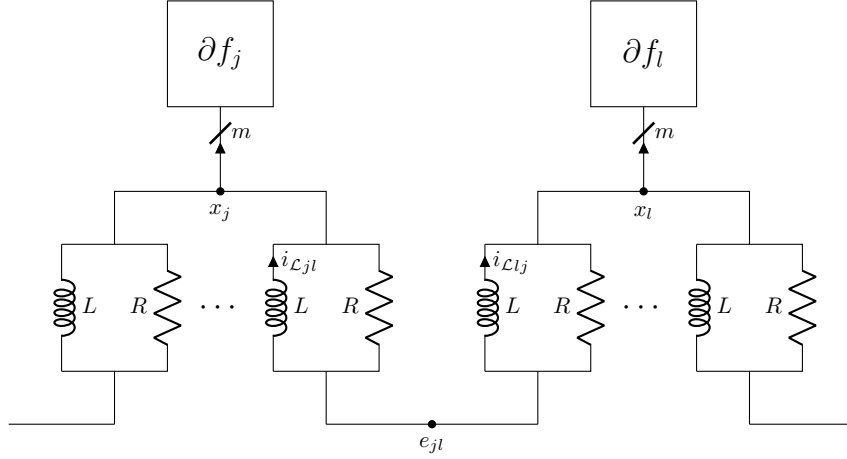 ∂f_j ∂f_l
m m
x_j x_l
i_{ℒjl} i_{ℒlj}
L R ··· L R L R ··· L R
e_{jl}